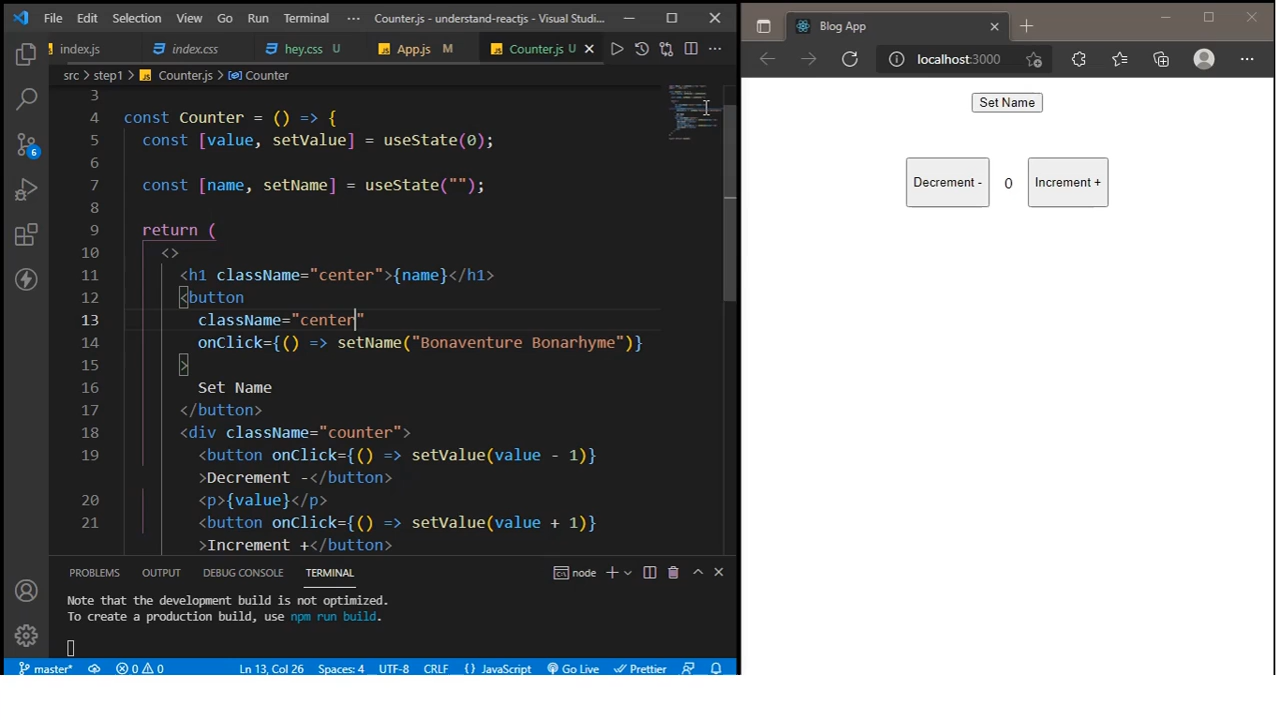 File Edit Selection View Go Run Terminal ··· Counter.js - understand-reactjs - Visual Studio...
index.js index.css hey.css U App.js M Counter.js U
src > step1 > Counter.js > Counter
3
4 const Counter = () => {
5 const [value, setValue] = useState(0);
6
7 const [name, setName] = useState("");
8
9 return (
10 <>
11 <h1 className="center">{name}</h1>
12 <button
13 className="center"
14 onClick={() => setName("Bonaventure Bonarhyme")}
15 >
16 Set Name
17 </button>
18 <div className="counter">
19 <button onClick={() => setValue(value - 1)}
>Decrement -</button>
20 <p>{value}</p>
21 <button onClick={() => setValue(value + 1)}
>Increment +</button>
PROBLEMS OUTPUT DEBUG CONSOLE TERMINAL node
Note that the development build is not optimized.
To create a production build, use npm run build.
6
master* 0 0 Ln 13, Col 26 Spaces: 4 UTF-8 CRLF {} JavaScript Go Live Prettier
Blog App
localhost:3000
Set Name
Decrement - 0 Increment +